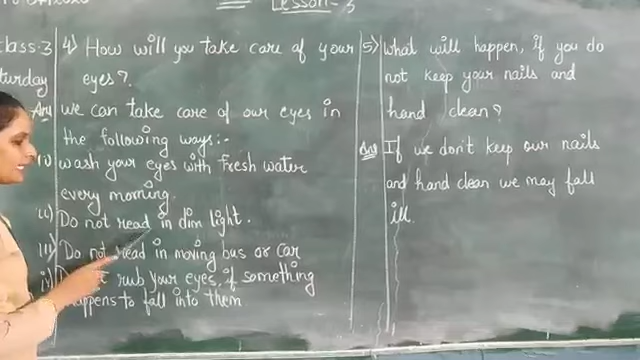 Lesson-3
class-3
turday
4) How will you take care of your
eyes?
Ans we can take care of our eyes in
the following ways:-
(i) wash your eyes with fresh water
every morning.
ii) Do not read in dim light.
iii) Do not read in moving bus or car
iv) rub your eyes, if something
happens to fall into them
5) what will happen, if you do
not keep your nails and
hand clean?
Ans If we don't keep our nails
and hand clean we may fall
ill.